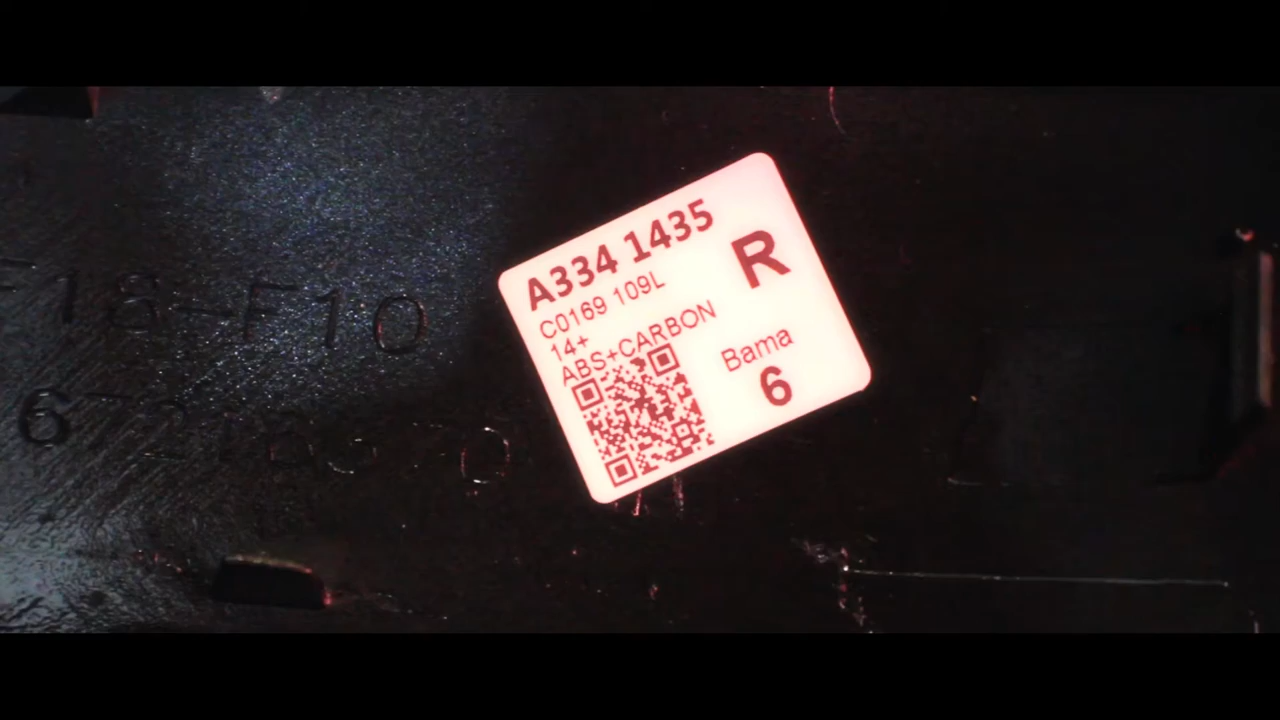 A334 1435
R
C0169 109L
14+
ABS+CARBON
Bama
6
F18-F10